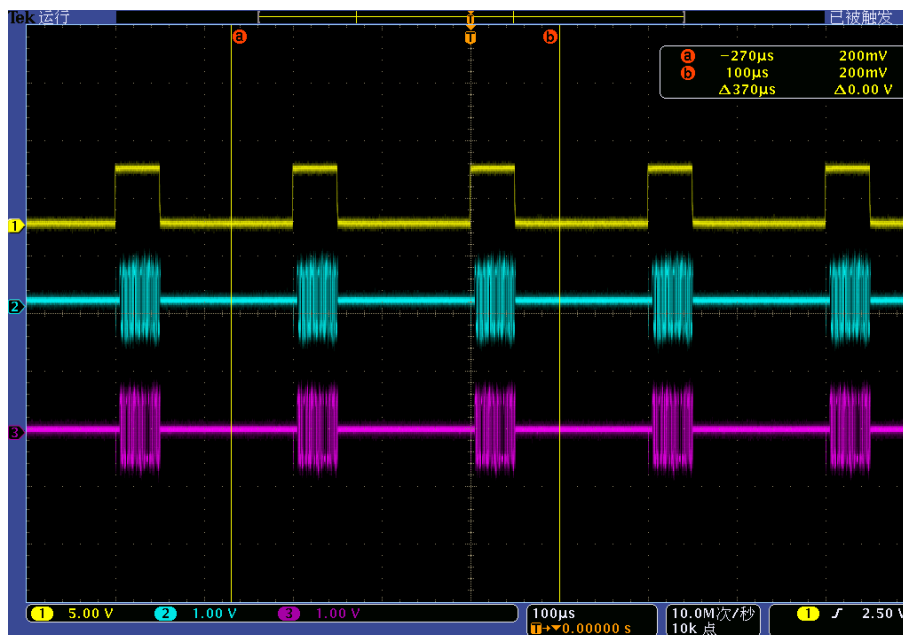 Tek 运行 T 已被触发
a T b
a -270μs 200mV
b 100μs 200mV
Δ370μs Δ0.00 V
1
2
3
1 5.00 V 2 1.00 V 3 1.00 V 100μs 10.0M次/秒 1 ƒ 2.50 V
T→▼0.00000 s 10k 点